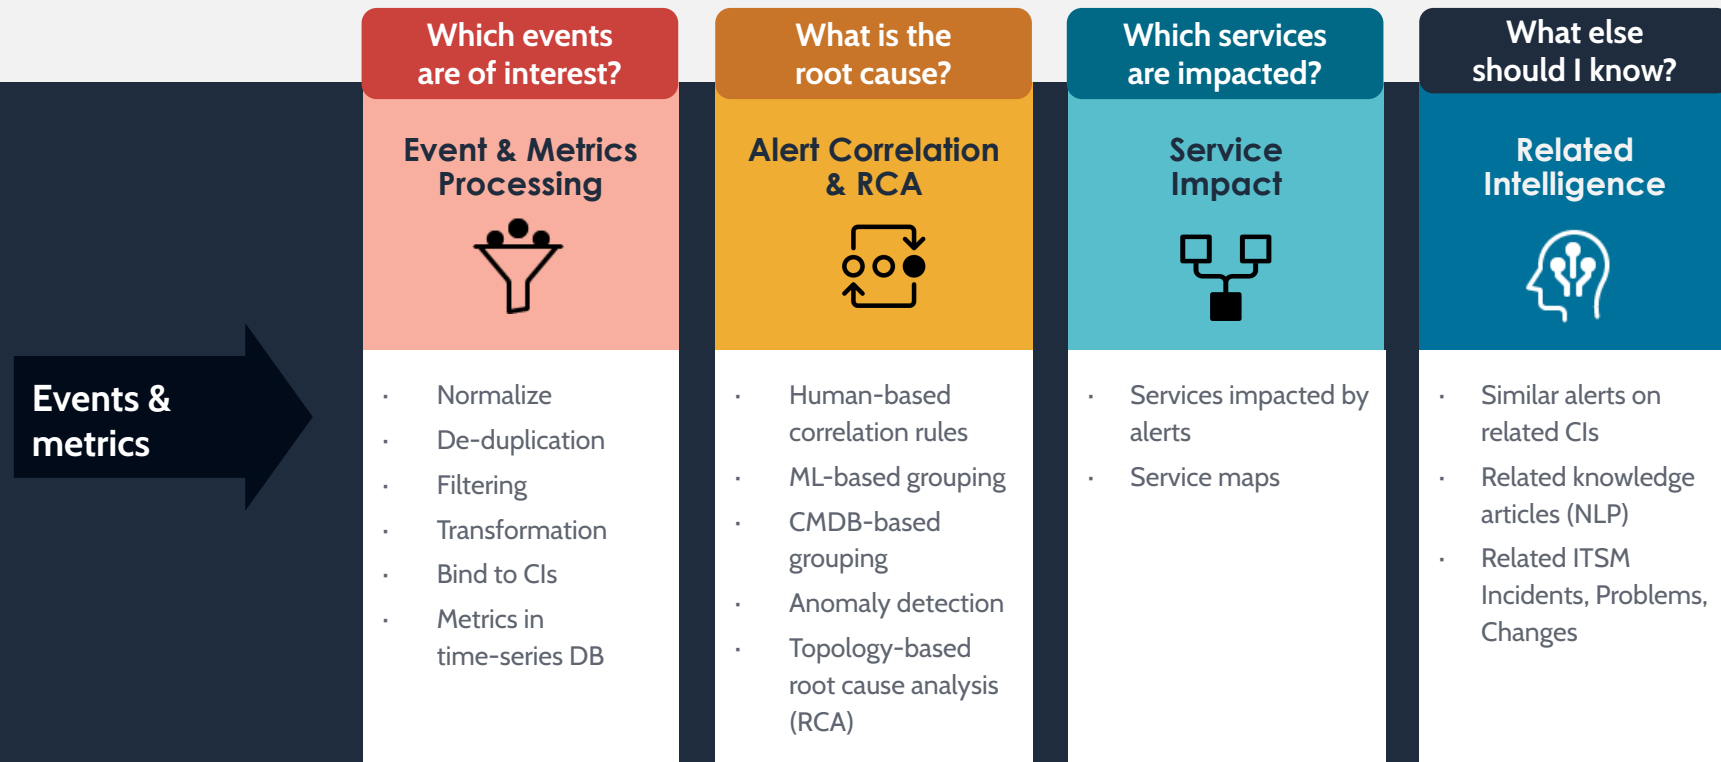 Events &
metrics
Which events
are of interest?
Event & Metrics
Processing
· Normalize
· De-duplication
· Filtering
· Transformation
· Bind to CIs
· Metrics in
time-series DB
What is the
root cause?
Alert Correlation
& RCA
· Human-based
correlation rules
· ML-based grouping
· CMDB-based
grouping
· Anomaly detection
· Topology-based
root cause analysis
(RCA)
Which services
are impacted?
Service
Impact
· Services impacted by
alerts
· Service maps
What else
should I know?
Related
Intelligence
· Similar alerts on
related CIs
· Related knowledge
articles (NLP)
· Related ITSM
Incidents, Problems,
Changes